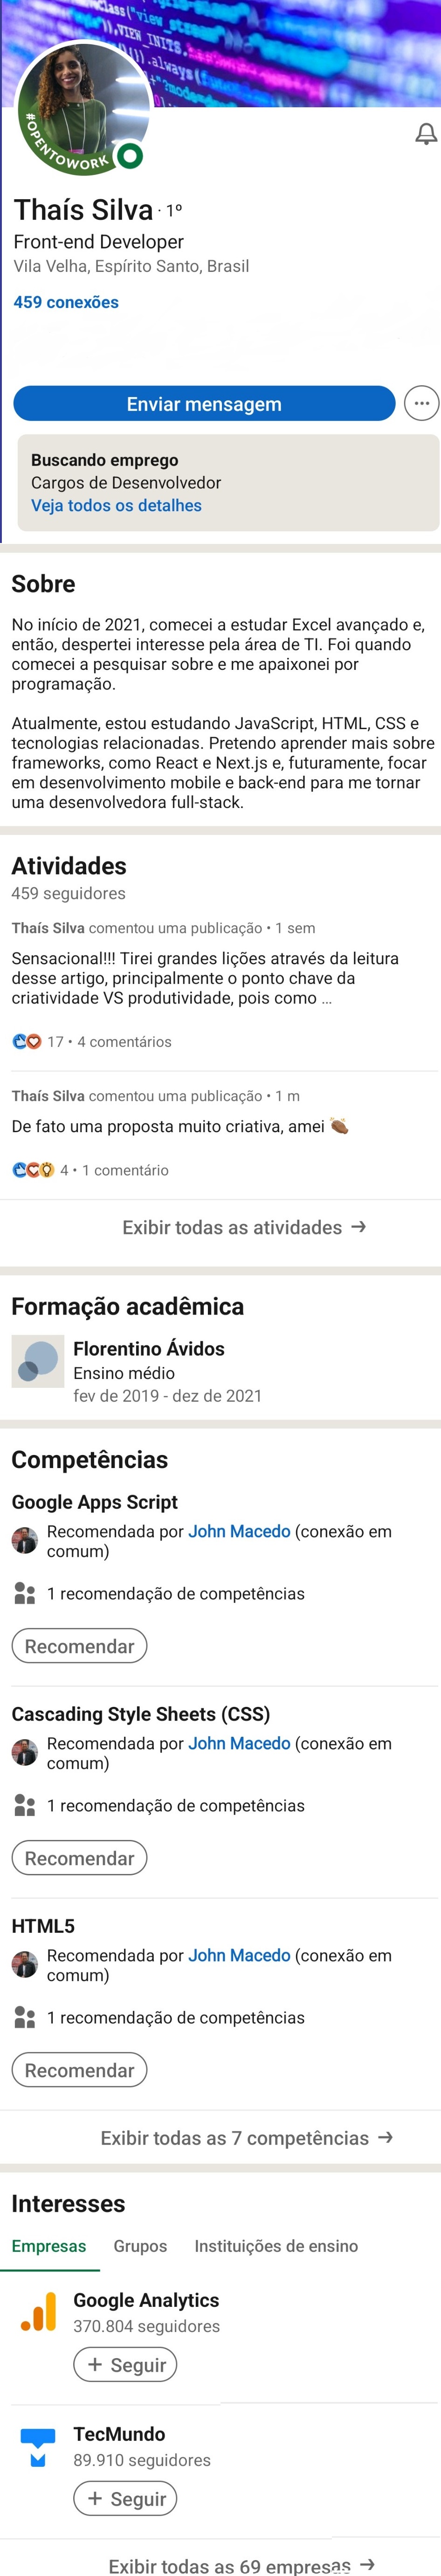 class("view_stess
).VIEW_INITS.
).always(
#OPENTOWORK
Thaís Silva · 1º
Front-end Developer
Vila Velha, Espírito Santo, Brasil
459 conexões
Enviar mensagem
Buscando emprego
Cargos de Desenvolvedor
Veja todos os detalhes
Sobre
No início de 2021, comecei a estudar Excel avançado e,
então, despertei interesse pela área de TI. Foi quando
comecei a pesquisar sobre e me apaixonei por
programação.
Atualmente, estou estudando JavaScript, HTML, CSS e
tecnologias relacionadas. Pretendo aprender mais sobre
frameworks, como React e Next.js e, futuramente, focar
em desenvolvimento mobile e back-end para me tornar
uma desenvolvedora full-stack.
Atividades
459 seguidores
Thaís Silva comentou uma publicação • 1 sem
Sensacional!!! Tirei grandes lições através da leitura
desse artigo, principalmente o ponto chave da
criatividade VS produtividade, pois como ...
17 • 4 comentários
Thaís Silva comentou uma publicação • 1 m
De fato uma proposta muito criativa, amei 👏🏾
4 • 1 comentário
Exibir todas as atividades →
Formação acadêmica
Florentino Ávidos
Ensino médio
fev de 2019 - dez de 2021
Competências
Google Apps Script
Recomendada por John Macedo (conexão em
comum)
1 recomendação de competências
Recomendar
Cascading Style Sheets (CSS)
Recomendada por John Macedo (conexão em
comum)
1 recomendação de competências
Recomendar
HTML5
Recomendada por John Macedo (conexão em
comum)
1 recomendação de competências
Recomendar
Exibir todas as 7 competências →
Interesses
Empresas Grupos Instituições de ensino
Google Analytics
370.804 seguidores
+ Seguir
TecMundo
89.910 seguidores
+ Seguir
Exibir todas as 69 empresas →